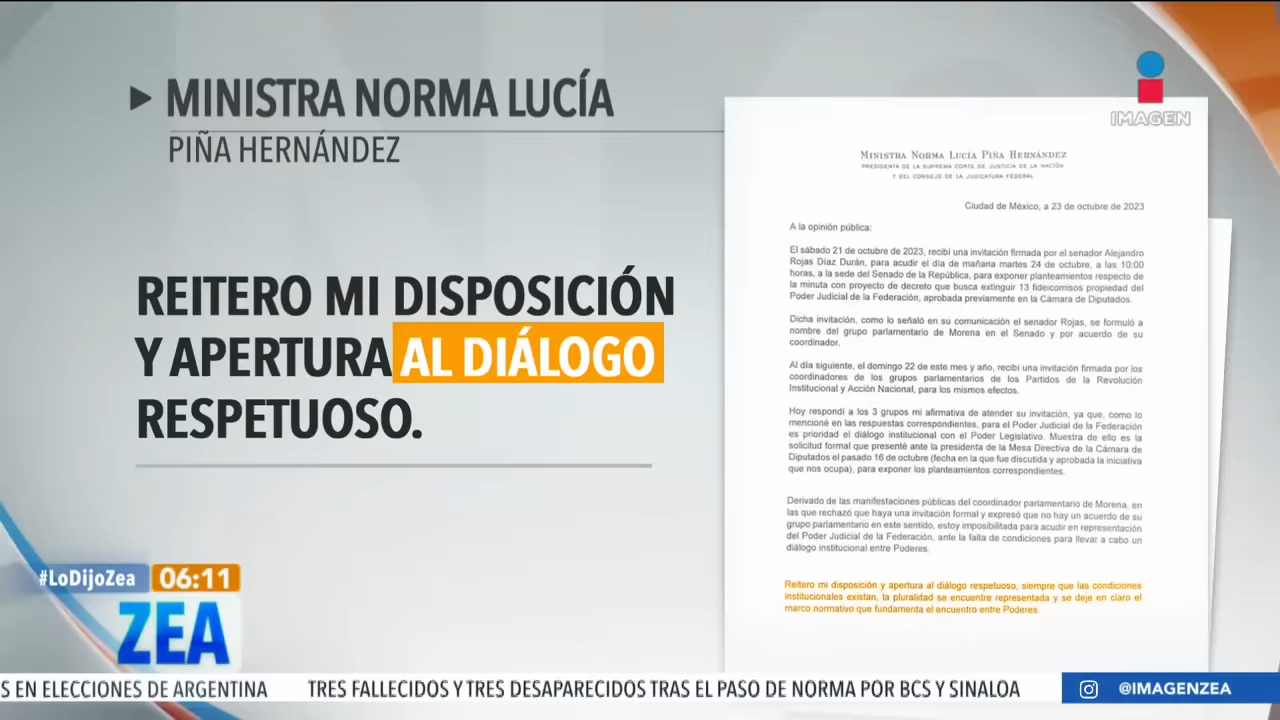 MINISTRA NORMA LUCÍA
PIÑA HERNÁNDEZ
REITERO MI DISPOSICIÓN
Y APERTURA AL DIÁLOGO
RESPETUOSO.
IMAGEN
MINISTRA NORMA LUCÍA PIÑA HERNÁNDEZ
PRESIDENTA DE LA SUPREMA CORTE DE JUSTICIA DE LA NACIÓN
Y DEL CONSEJO DE LA JUDICATURA FEDERAL
Ciudad de México, a 23 de octubre de 2023
A la opinión pública:
El sábado 21 de octubre de 2023, recibí una invitación firmada por el senador Alejandro
Rojas Díaz Durán, para acudir el día de mañana martes 24 de octubre, a las 10:00
horas, a la sede del Senado de la República, para exponer planteamientos respecto de
la minuta con proyecto de decreto que busca extinguir 13 fideicomisos propiedad del
Poder Judicial de la Federación, aprobada previamente en la Cámara de Diputados.
Dicha invitación, como lo señaló en su comunicación el senador Rojas, se formuló a
nombre del grupo parlamentario de Morena en el Senado y por acuerdo de su
coordinador.
Al día siguiente, el domingo 22 de este mes y año, recibí una invitación firmada por los
coordinadores de los grupos parlamentarios de los Partidos de la Revolución
Institucional y Acción Nacional, para los mismos efectos.
Hoy respondí a los 3 grupos mi afirmativa de atender su invitación, ya que, como lo
mencioné en las respuestas correspondientes, para el Poder Judicial de la Federación
es prioridad el diálogo institucional con el Poder Legislativo. Muestra de ello es la
solicitud formal que presenté ante la presidenta de la Mesa Directiva de la Cámara de
Diputados el pasado 16 de octubre (fecha en la que fue discutida y aprobada la iniciativa
que nos ocupa), para exponer los planteamientos correspondientes.
Derivado de las manifestaciones públicas del coordinador parlamentario de Morena, en
las que rechazó que haya una invitación formal y expresó que no hay un acuerdo de su
grupo parlamentario en este sentido, estoy imposibilitada para acudir en representación
del Poder Judicial de la Federación, ante la falta de condiciones para llevar a cabo un
diálogo institucional entre Poderes.
Reitero mi disposición y apertura al diálogo respetuoso, siempre que las condiciones
institucionales existan, la pluralidad se encuentre representada y se deje en claro el
marco normativo que fundamenta el encuentro entre Poderes.
#LoDijoZea 06:11
ZEA
S EN ELECCIONES DE ARGENTINA TRES FALLECIDOS Y TRES DESAPARECIDOS TRAS EL PASO DE NORMA POR BCS Y SINALOA @IMAGENZEA